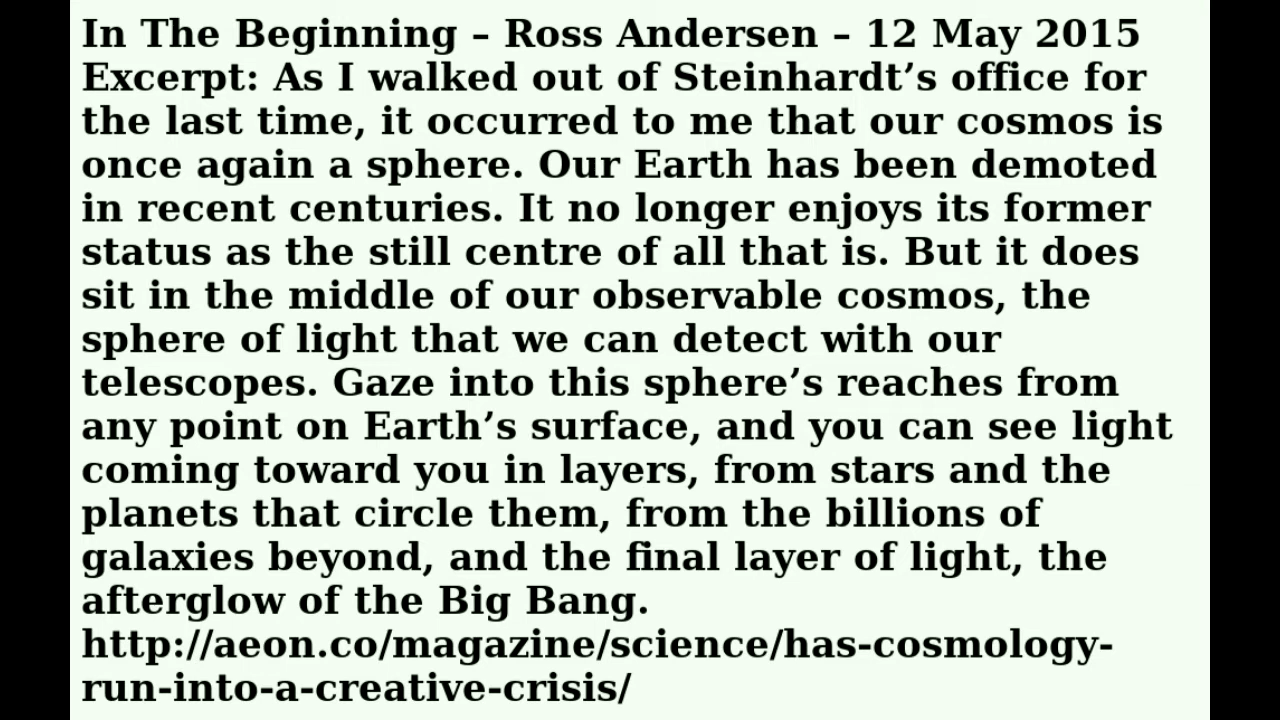 In The Beginning – Ross Andersen – 12 May 2015
Excerpt: As I walked out of Steinhardt’s office for
the last time, it occurred to me that our cosmos is
once again a sphere. Our Earth has been demoted
in recent centuries. It no longer enjoys its former
status as the still centre of all that is. But it does
sit in the middle of our observable cosmos, the
sphere of light that we can detect with our
telescopes. Gaze into this sphere’s reaches from
any point on Earth’s surface, and you can see light
coming toward you in layers, from stars and the
planets that circle them, from the billions of
galaxies beyond, and the final layer of light, the
afterglow of the Big Bang.
http://aeon.co/magazine/science/has-cosmology-
run-into-a-creative-crisis/